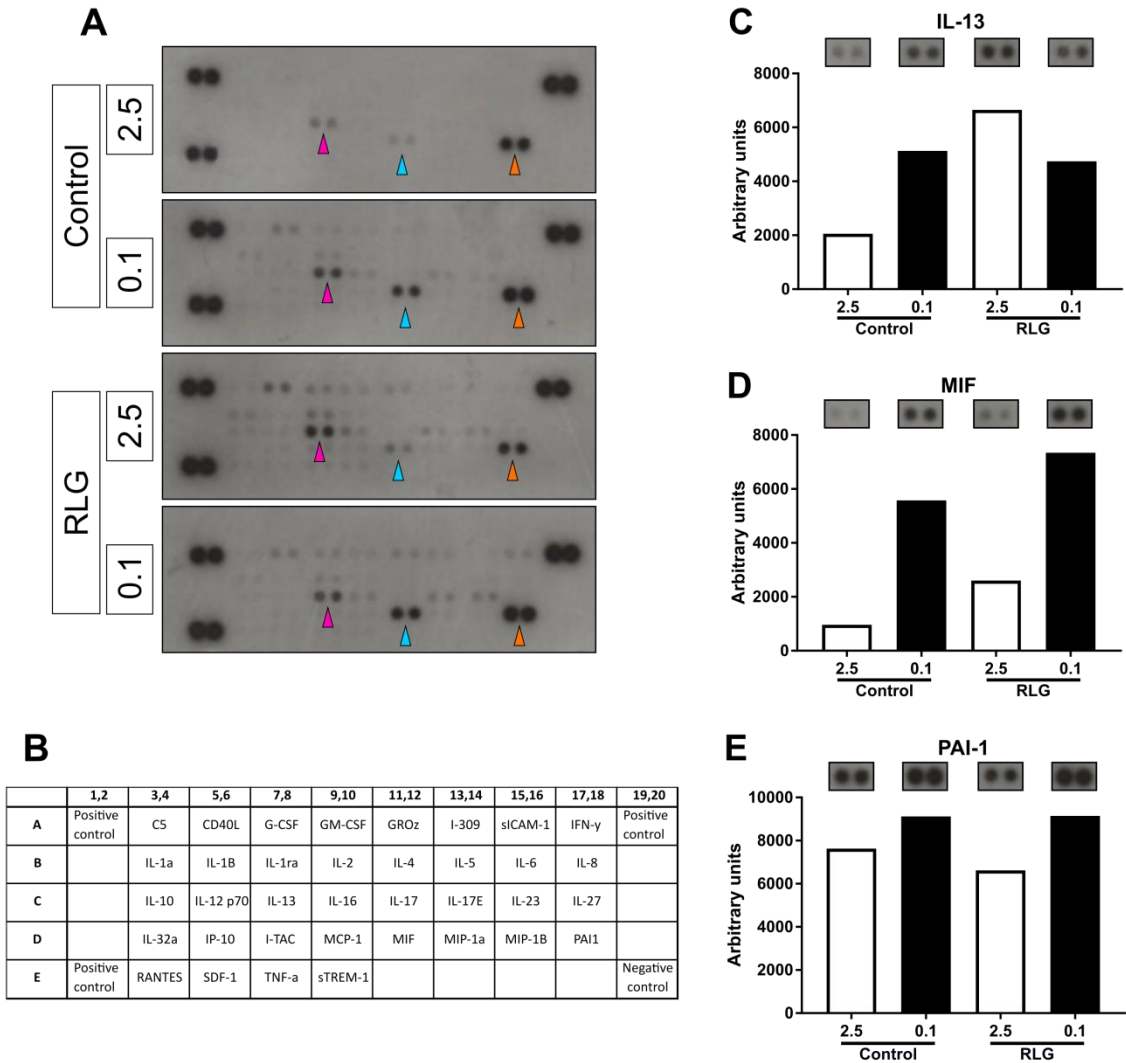 A
Control
2.5
0.1
RLG
2.5
0.1
B
1,2 3,4 5,6 7,8 9,10 11,12 13,14 15,16 17,18 19,20
A Positive control C5 CD40L G-CSF GM-CSF GROz I-309 sICAM-1 IFN-y Positive control
B IL-1a IL-1B IL-1ra IL-2 IL-4 IL-5 IL-6 IL-8
C IL-10 IL-12 p70 IL-13 IL-16 IL-17 IL-17E IL-23 IL-27
D IL-32a IP-10 I-TAC MCP-1 MIF MIP-1a MIP-1B PAI1
E Positive control RANTES SDF-1 TNF-a sTREM-1 Negative control
C
IL-13
Arbitrary units
8000
6000
4000
2000
0
2.5 0.1 2.5 0.1
Control RLG
D
MIF
Arbitrary units
8000
6000
4000
2000
0
2.5 0.1 2.5 0.1
Control RLG
E
PAI-1
Arbitrary units
10000
8000
6000
4000
2000
0
2.5 0.1 2.5 0.1
Control RLG